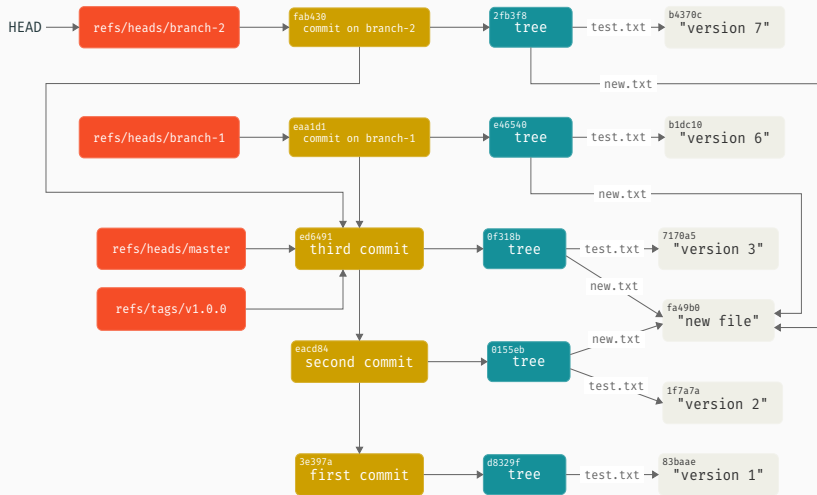 fab430
2fb3f8
b4370c
HEAD
refs/heads/branch-2
commit on branch-2
tree
test.txt
"version 7"
new.txt
eaa1d1
e46540
b1dc10
refs/heads/branch-1
commit on branch-1
tree
test.txt
"version 6"
new.txt
ed6491
0f318b
7170a5
refs/heads/master
third commit
tree
test.txt
"version 3"
new.txt
refs/tags/v1.0.0
fa49b0
"new file"
new.txt
eacd84
0155eb
second commit
tree
test.txt
1f7a7a
"version 2"
3e397a
d8329f
83baae
first commit
tree
test.txt
"version 1"